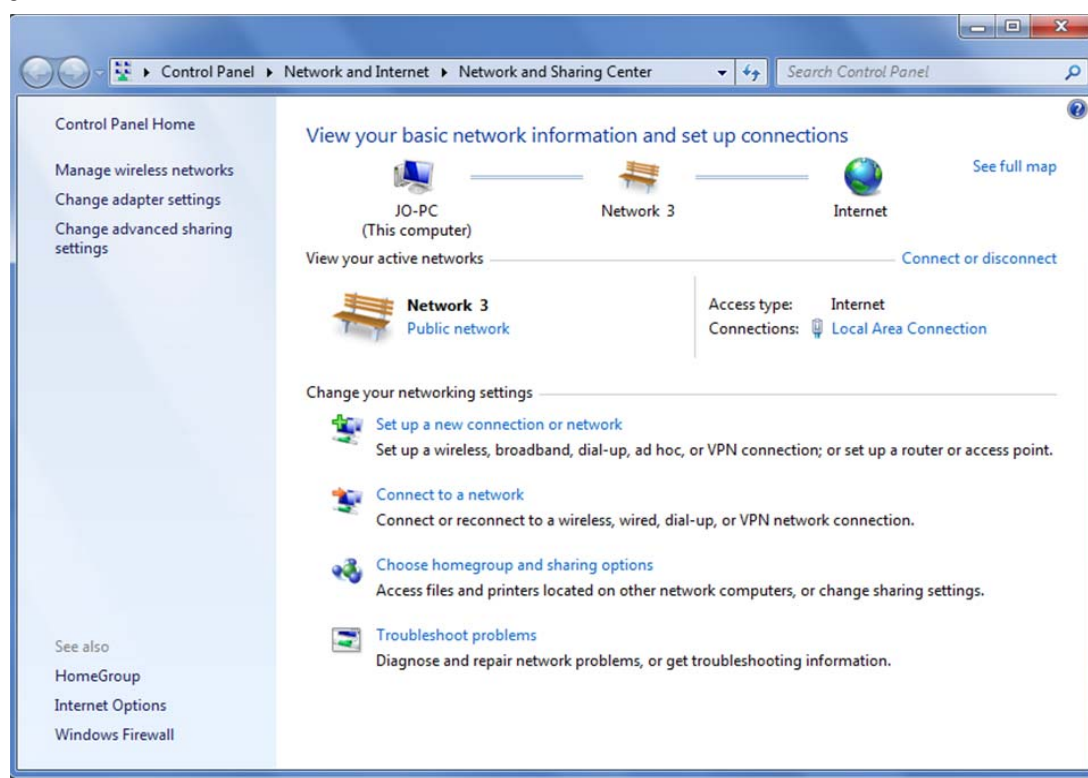 Control Panel ▸ Network and Internet ▸ Network and Sharing Center
Search Control Panel
Control Panel Home
Manage wireless networks
Change adapter settings
Change advanced sharing
settings
See also
HomeGroup
Internet Options
Windows Firewall
View your basic network information and set up connections
See full map
JO-PC
(This computer)
Network 3
Internet
View your active networks
Connect or disconnect
Network 3
Public network
Access type: Internet
Connections: Local Area Connection
Change your networking settings
Set up a new connection or network
Set up a wireless, broadband, dial-up, ad hoc, or VPN connection; or set up a router or access point.
Connect to a network
Connect or reconnect to a wireless, wired, dial-up, or VPN network connection.
Choose homegroup and sharing options
Access files and printers located on other network computers, or change sharing settings.
Troubleshoot problems
Diagnose and repair network problems, or get troubleshooting information.